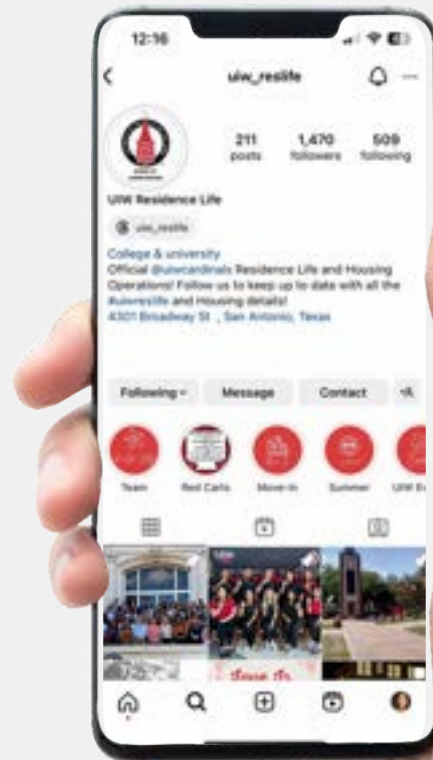 12:16
uiw_reslife
211 1,470 509
posts followers following
UIW Residence Life
uiw_reslife
College & university
Official @uiwcardinals Residence Life and Housing
Operations! Follow us to keep up to date with all the
#uiwreslife and Housing details!
4301 Broadway St , San Antonio, Texas
Following Message Contact
Team Red Carts Move-In Summer UIW